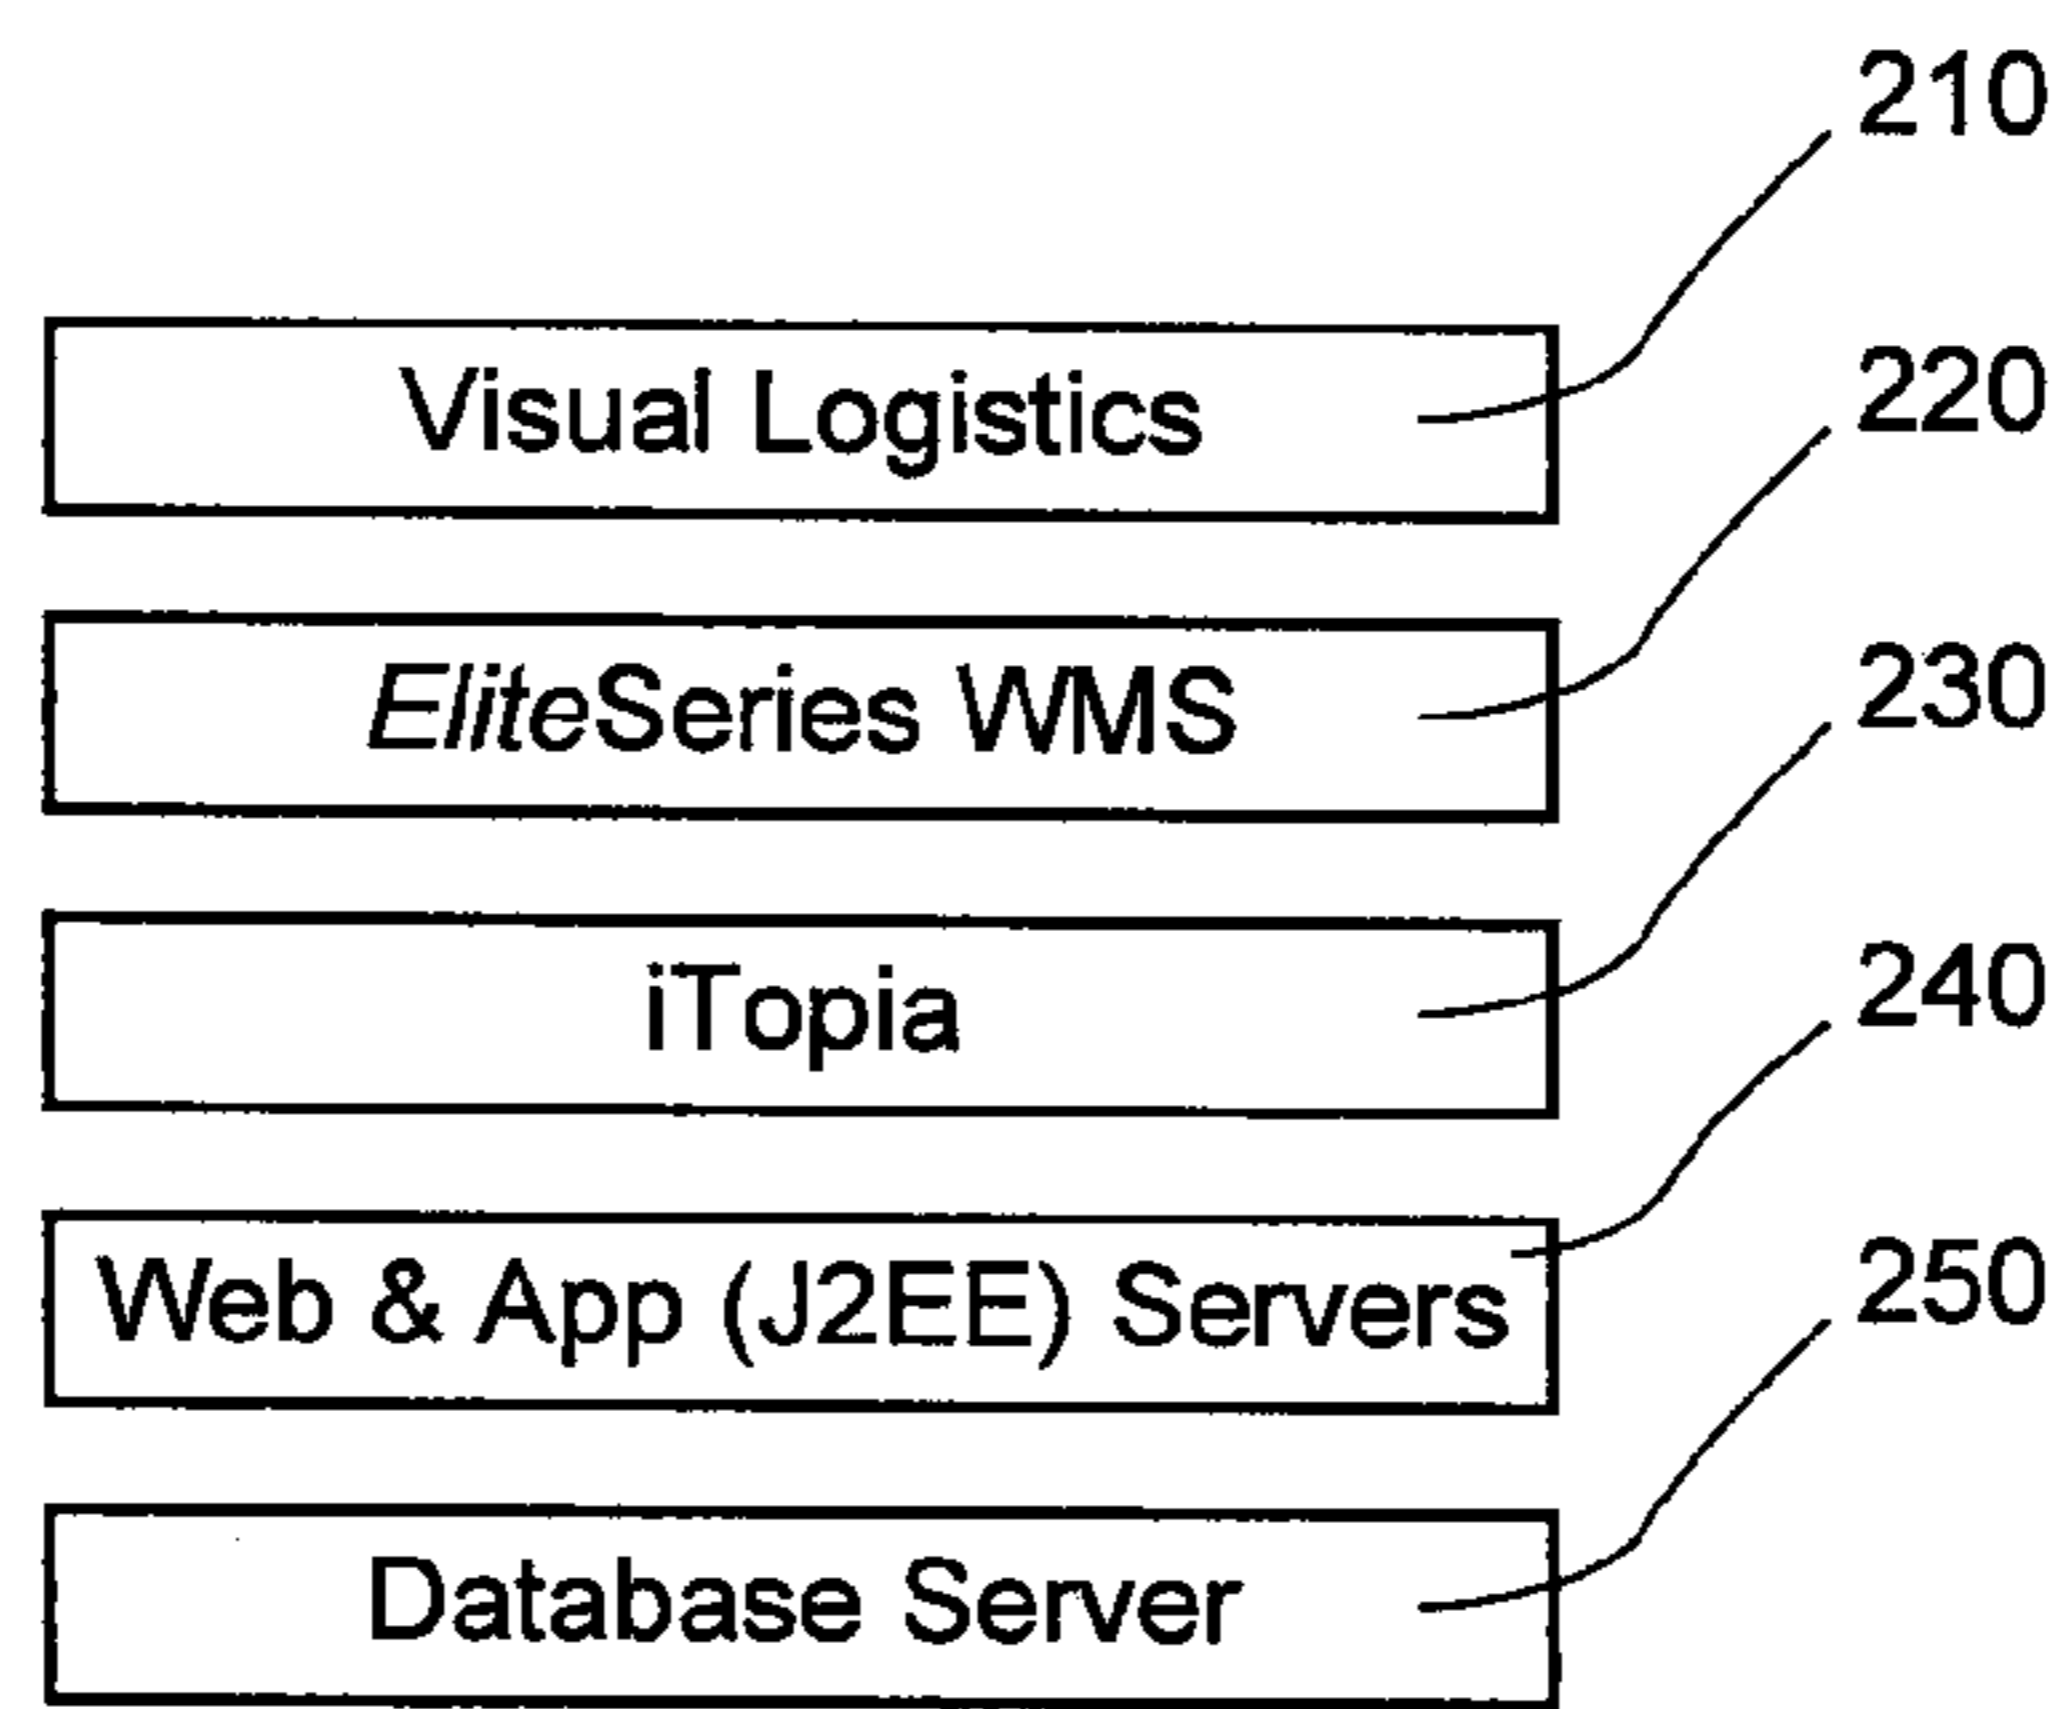 210
Visual Logistics
220
EliteSeries WMS
230
iTopia
240
Web & App (J2EE) Servers
250
Database Server